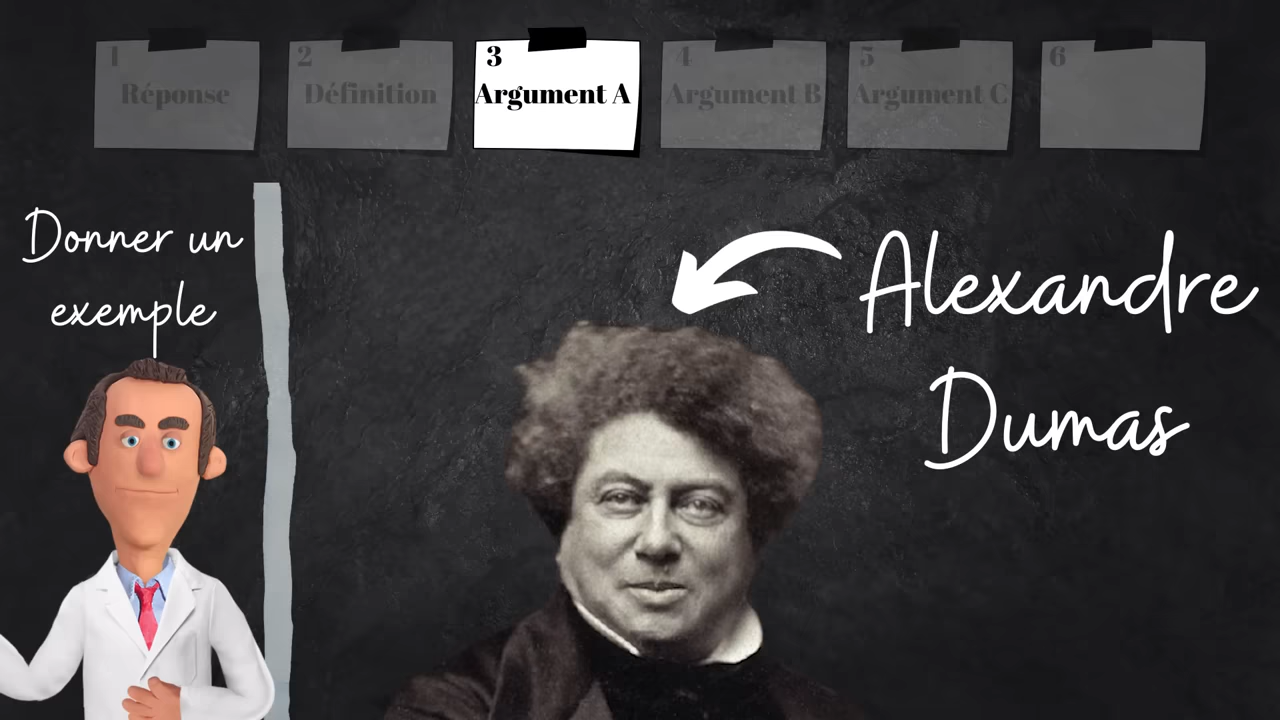 1
Réponse
2
Définition
3
Argument A
4
Argument B
5
Argument C
6
Donner un
exemple
Alexandre
Dumas